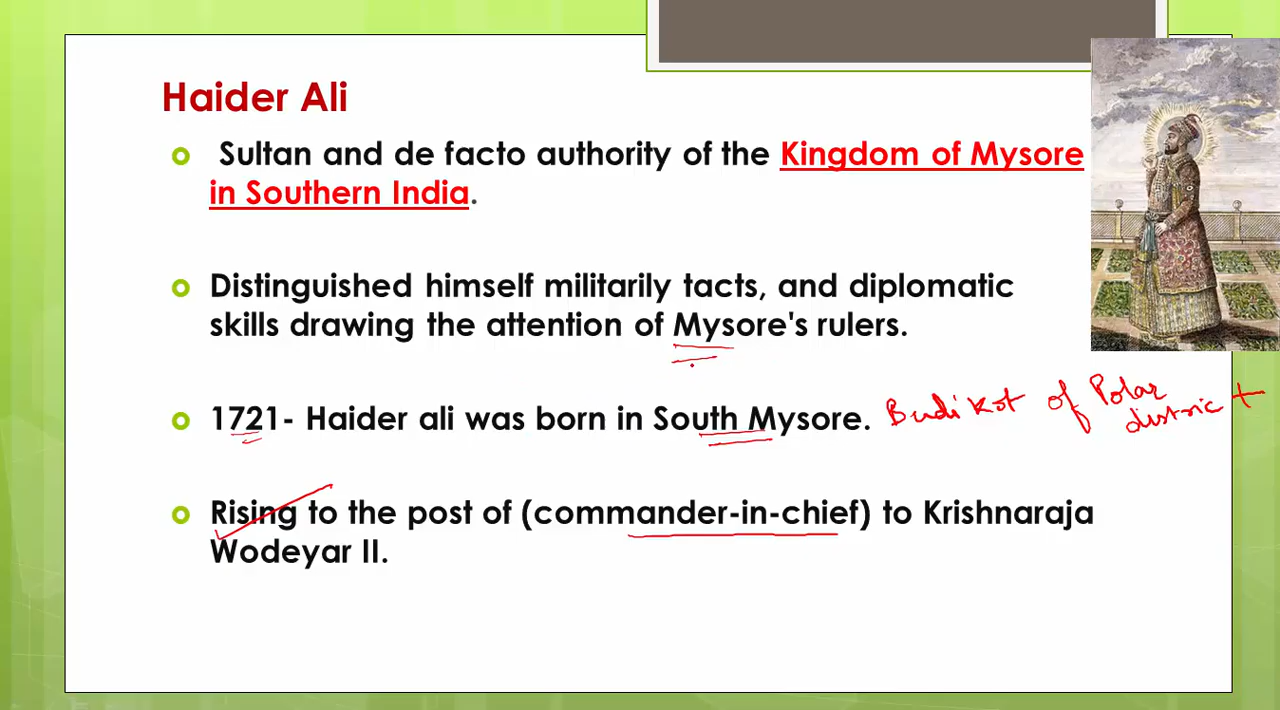 Haider Ali
Sultan and de facto authority of the Kingdom of Mysore
in Southern India.
Distinguished himself militarily tacts, and diplomatic
skills drawing the attention of Mysore's rulers.
1721- Haider ali was born in South Mysore. Budikot of Polar
district
Rising to the post of (commander-in-chief) to Krishnaraja
Wodeyar II.